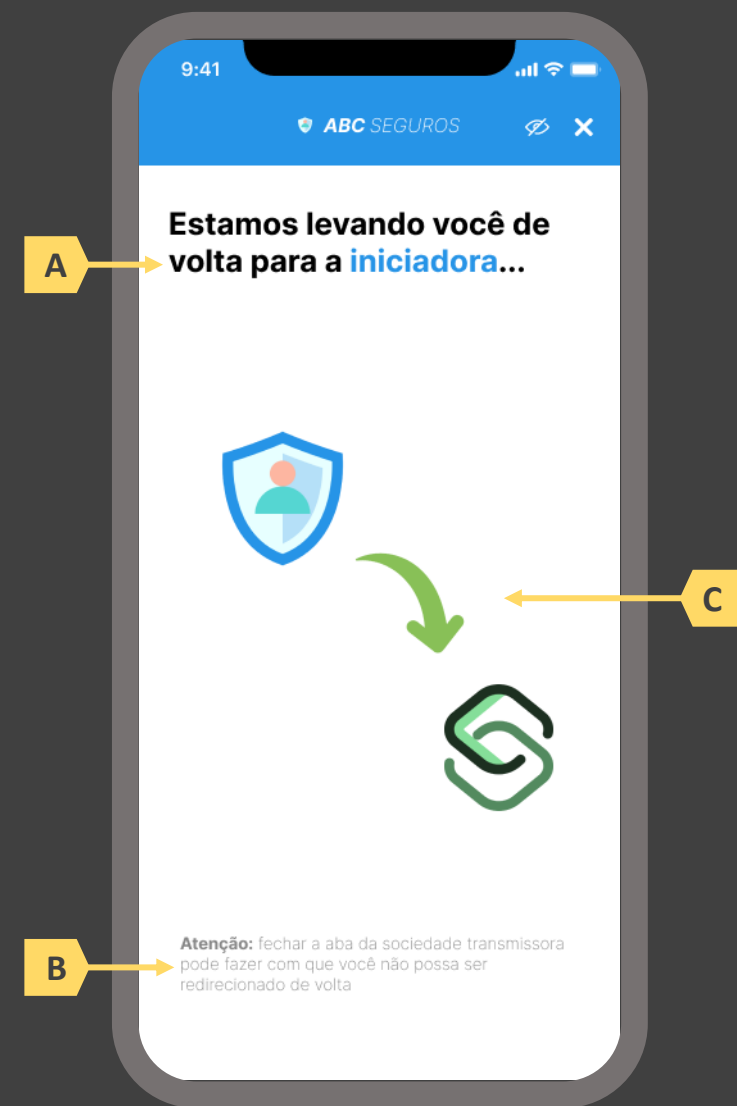 9:41
ABC SEGUROS
Estamos levando você de
volta para a iniciadora...
A
C
Atenção: fechar a aba da sociedade transmissora
pode fazer com que você não possa ser
redirecionado de volta
B